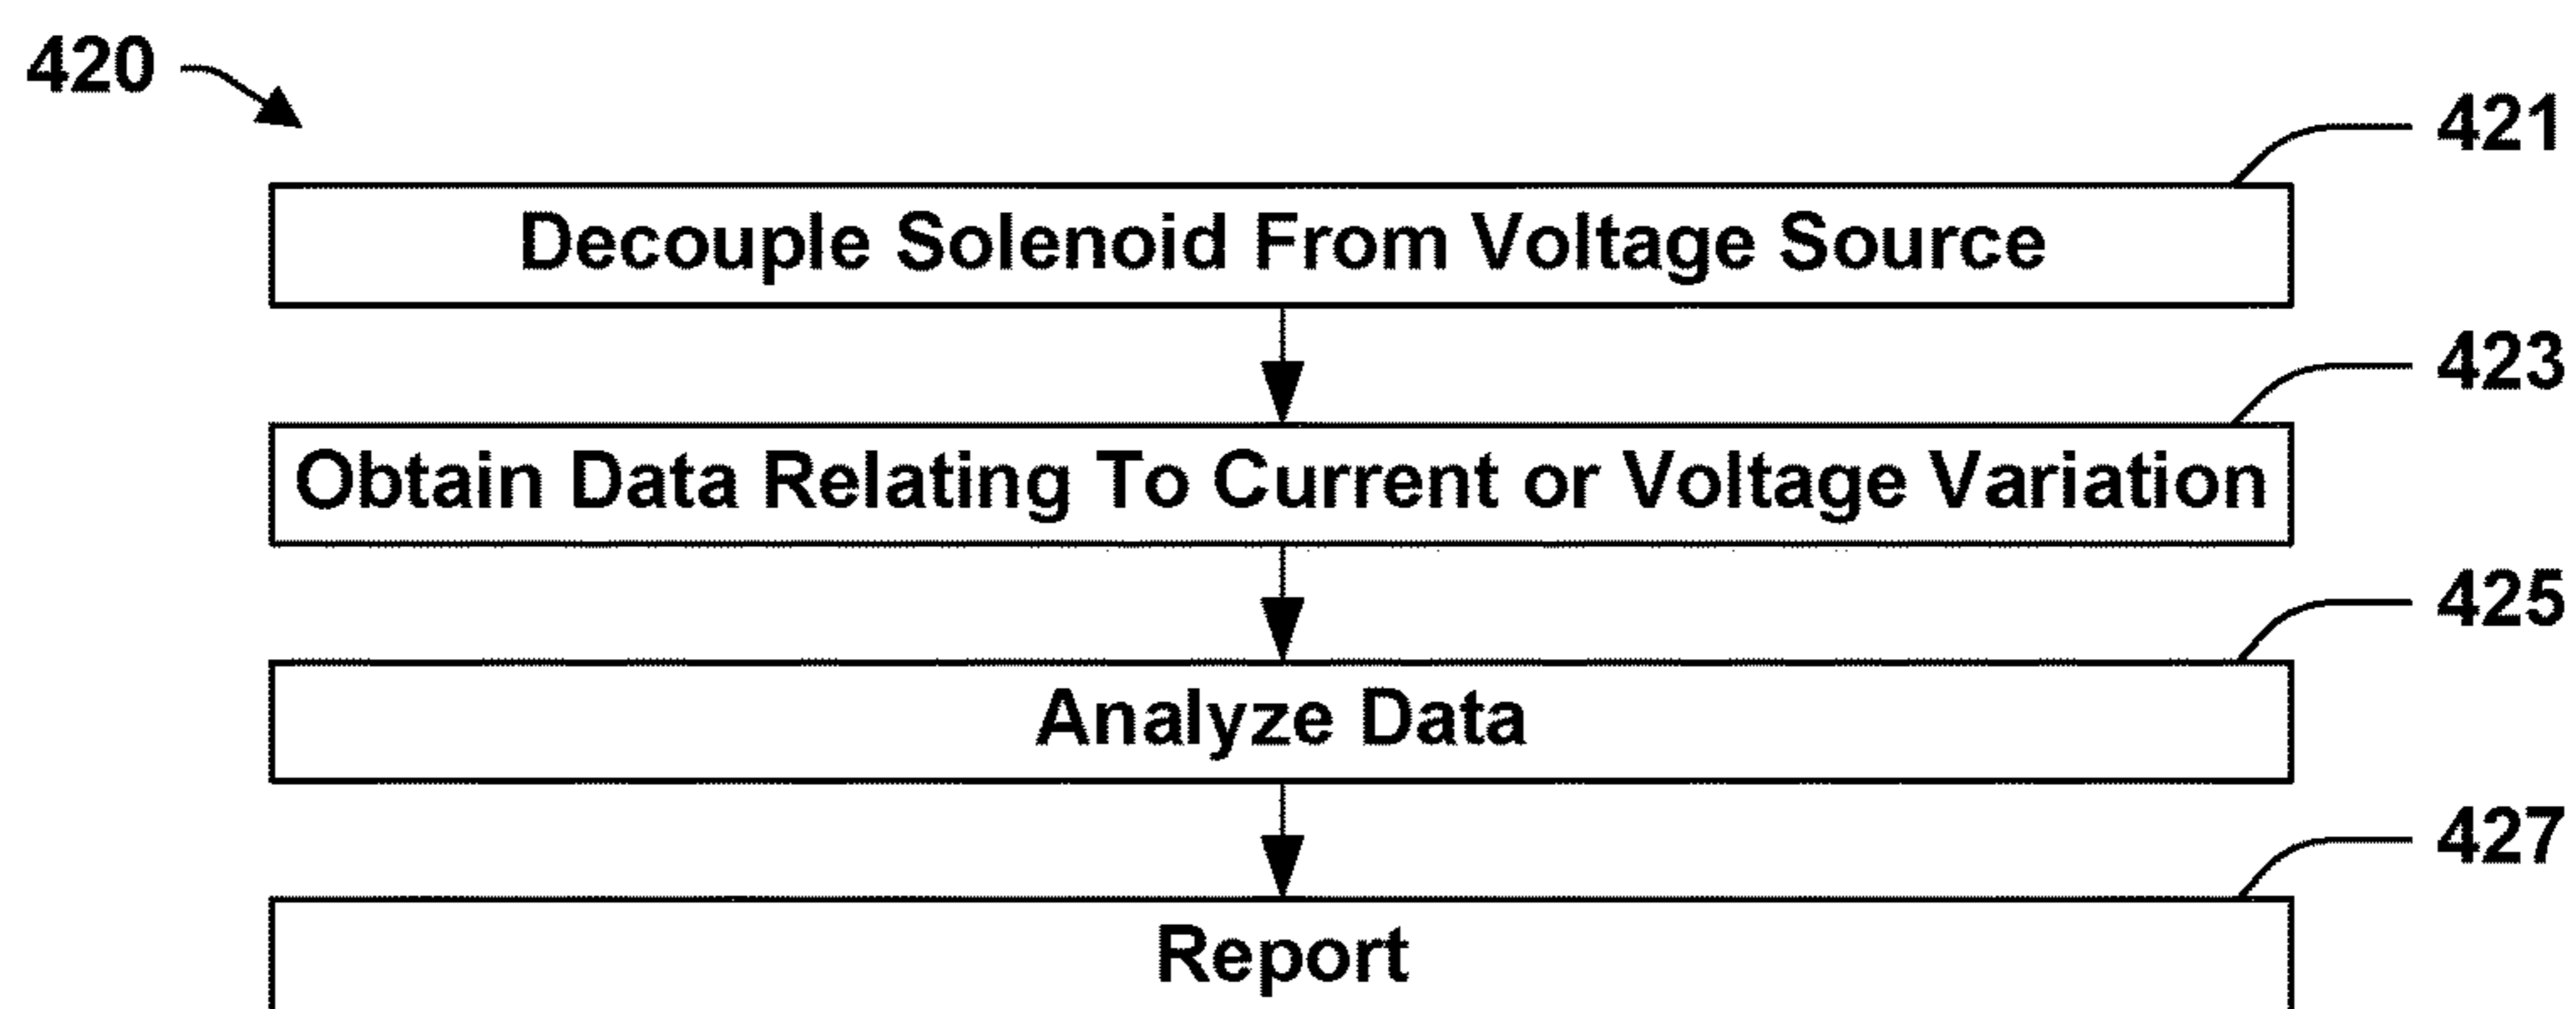 420
421
Decouple Solenoid From Voltage Source
423
Obtain Data Relating To Current or Voltage Variation
425
Analyze Data
427
Report